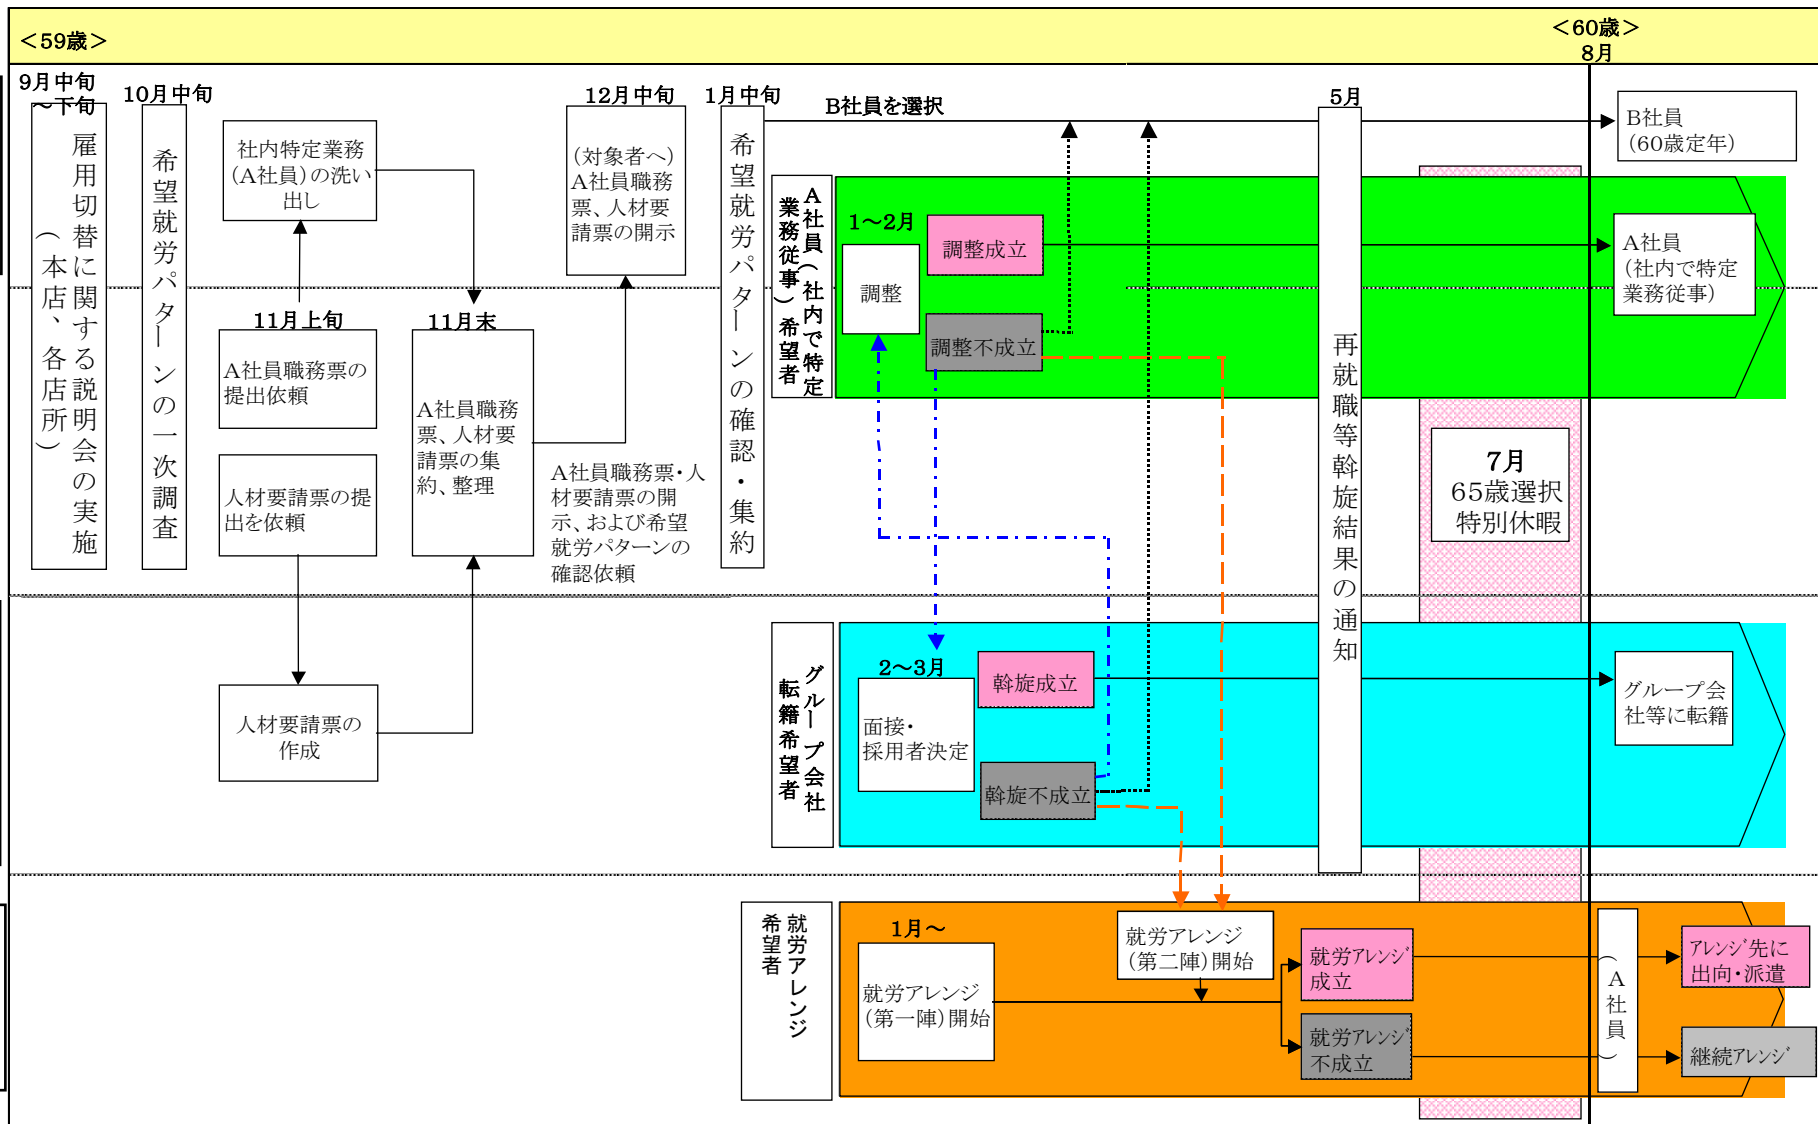 ＜59歳＞
＜60歳＞
8月
9月中旬
～下旬
雇用切替に関する説明会の実施
（本店、各店所）
10月中旬
希望就労パターンの一次調査
社内特定業務
(A社員)の洗い
出し
11月上旬
A社員職務票の
提出依頼
人材要請票の提
出を依頼
人材要請票の
作成
11月末
A社員職務
票、人材要
請票の集
約、整理
12月中旬
(対象者へ)
A社員職務
票、人材要
請票の開示
A社員職務票・人
材要請票の開
示、および希望
就労パターンの
確認依頼
1月中旬
希望就労パターンの確認・集約
B社員を選択
A社員（社内で特定
業務従事）希望者
1～2月
調整
調整成立
調整不成立
グループ会社
転籍希望者
2～3月
面接・
採用者決定
斡旋成立
斡旋不成立
就労アレンジ
希望者
1月～
就労アレンジ
(第一陣)開始
就労アレンジ
(第二陣)開始
就労アレンジ
成立
就労アレンジ
不成立
5月
再就職等斡旋結果の通知
7月
65歳選択
特別休暇
B社員
(60歳定年)
A社員
(社内で特定
業務従事)
グループ会
社等に転籍
（A社員）
アレンジ先に
出向・派遣
継続アレンジ